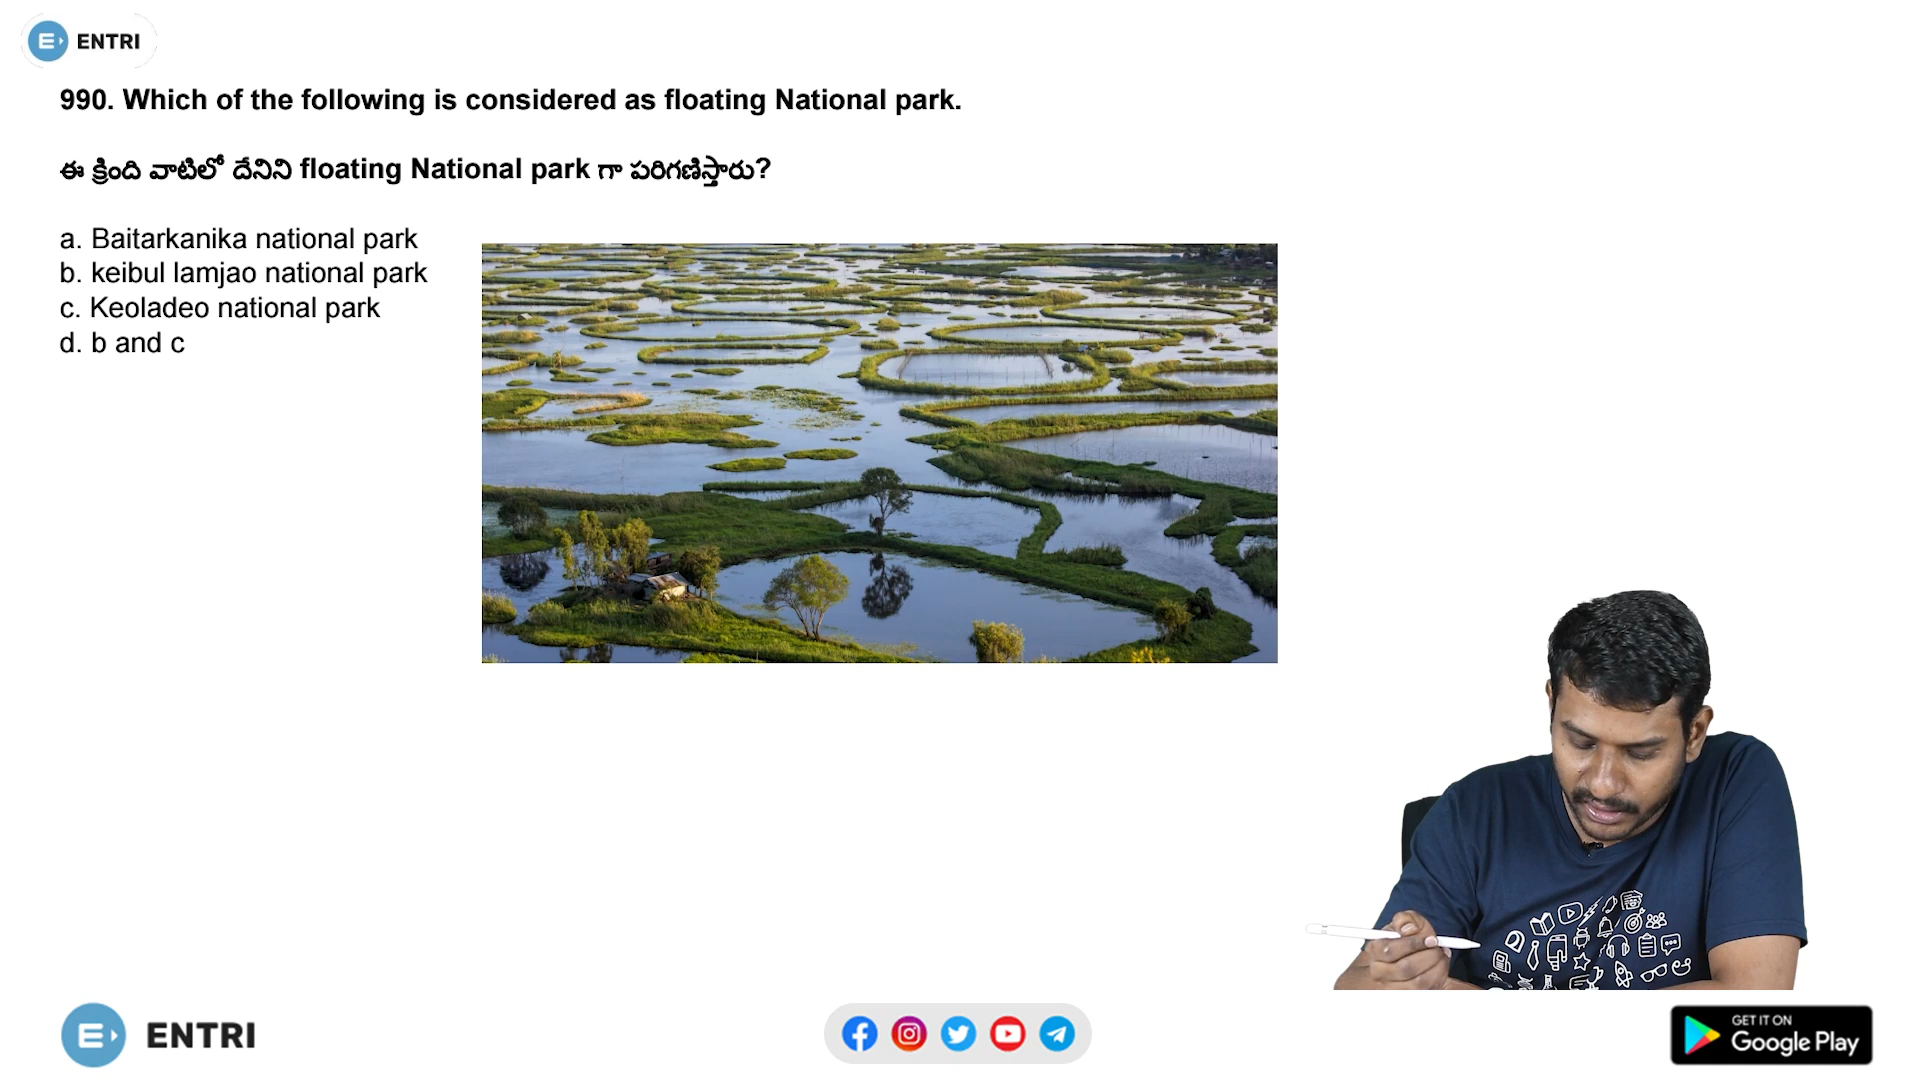 ENTRI
990. Which of the following is considered as floating National park.
ఈ క్రింది వాటిలో దేనిని floating National park గా పరిగణిస్తారు?
a. Baitarkanika national park
b. keibul lamjao national park
c. Keoladeo national park
d. b and c
ENTRI
GET IT ON
Google Play